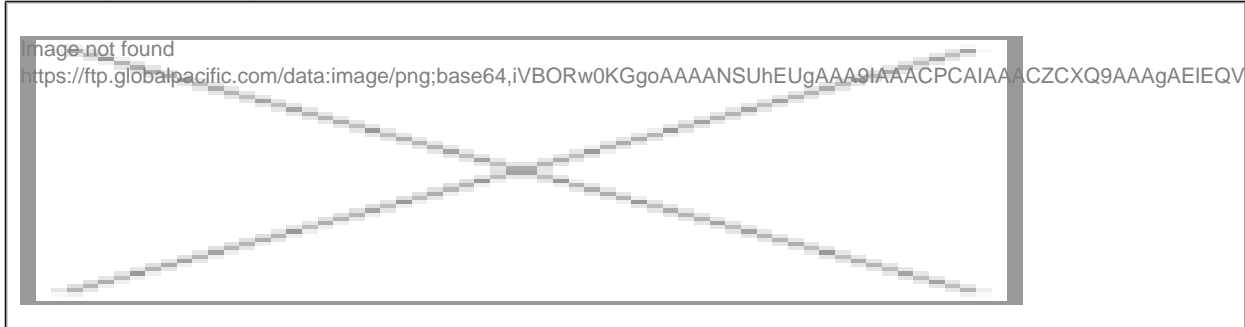 Image not found
https://ftp.globalpacific.com/data:image/png;base64,iVBORw0KGgoAAAANSUhEUgAAA9IAAACPCAIAAACZCXQ9AAAgAElEQV